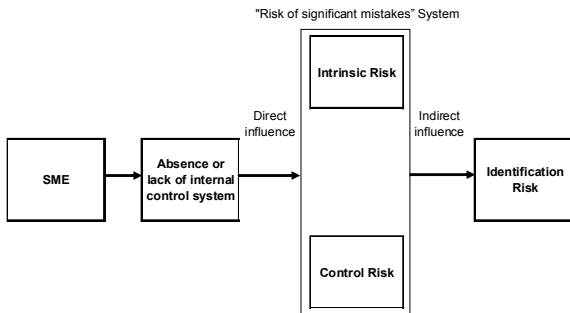 "Risk of significant mistakes” System
Intrinsic Risk
Direct
influence
Indirect
influence
SME
Absence or
lack of internal
control system
Identification
Risk
Control Risk